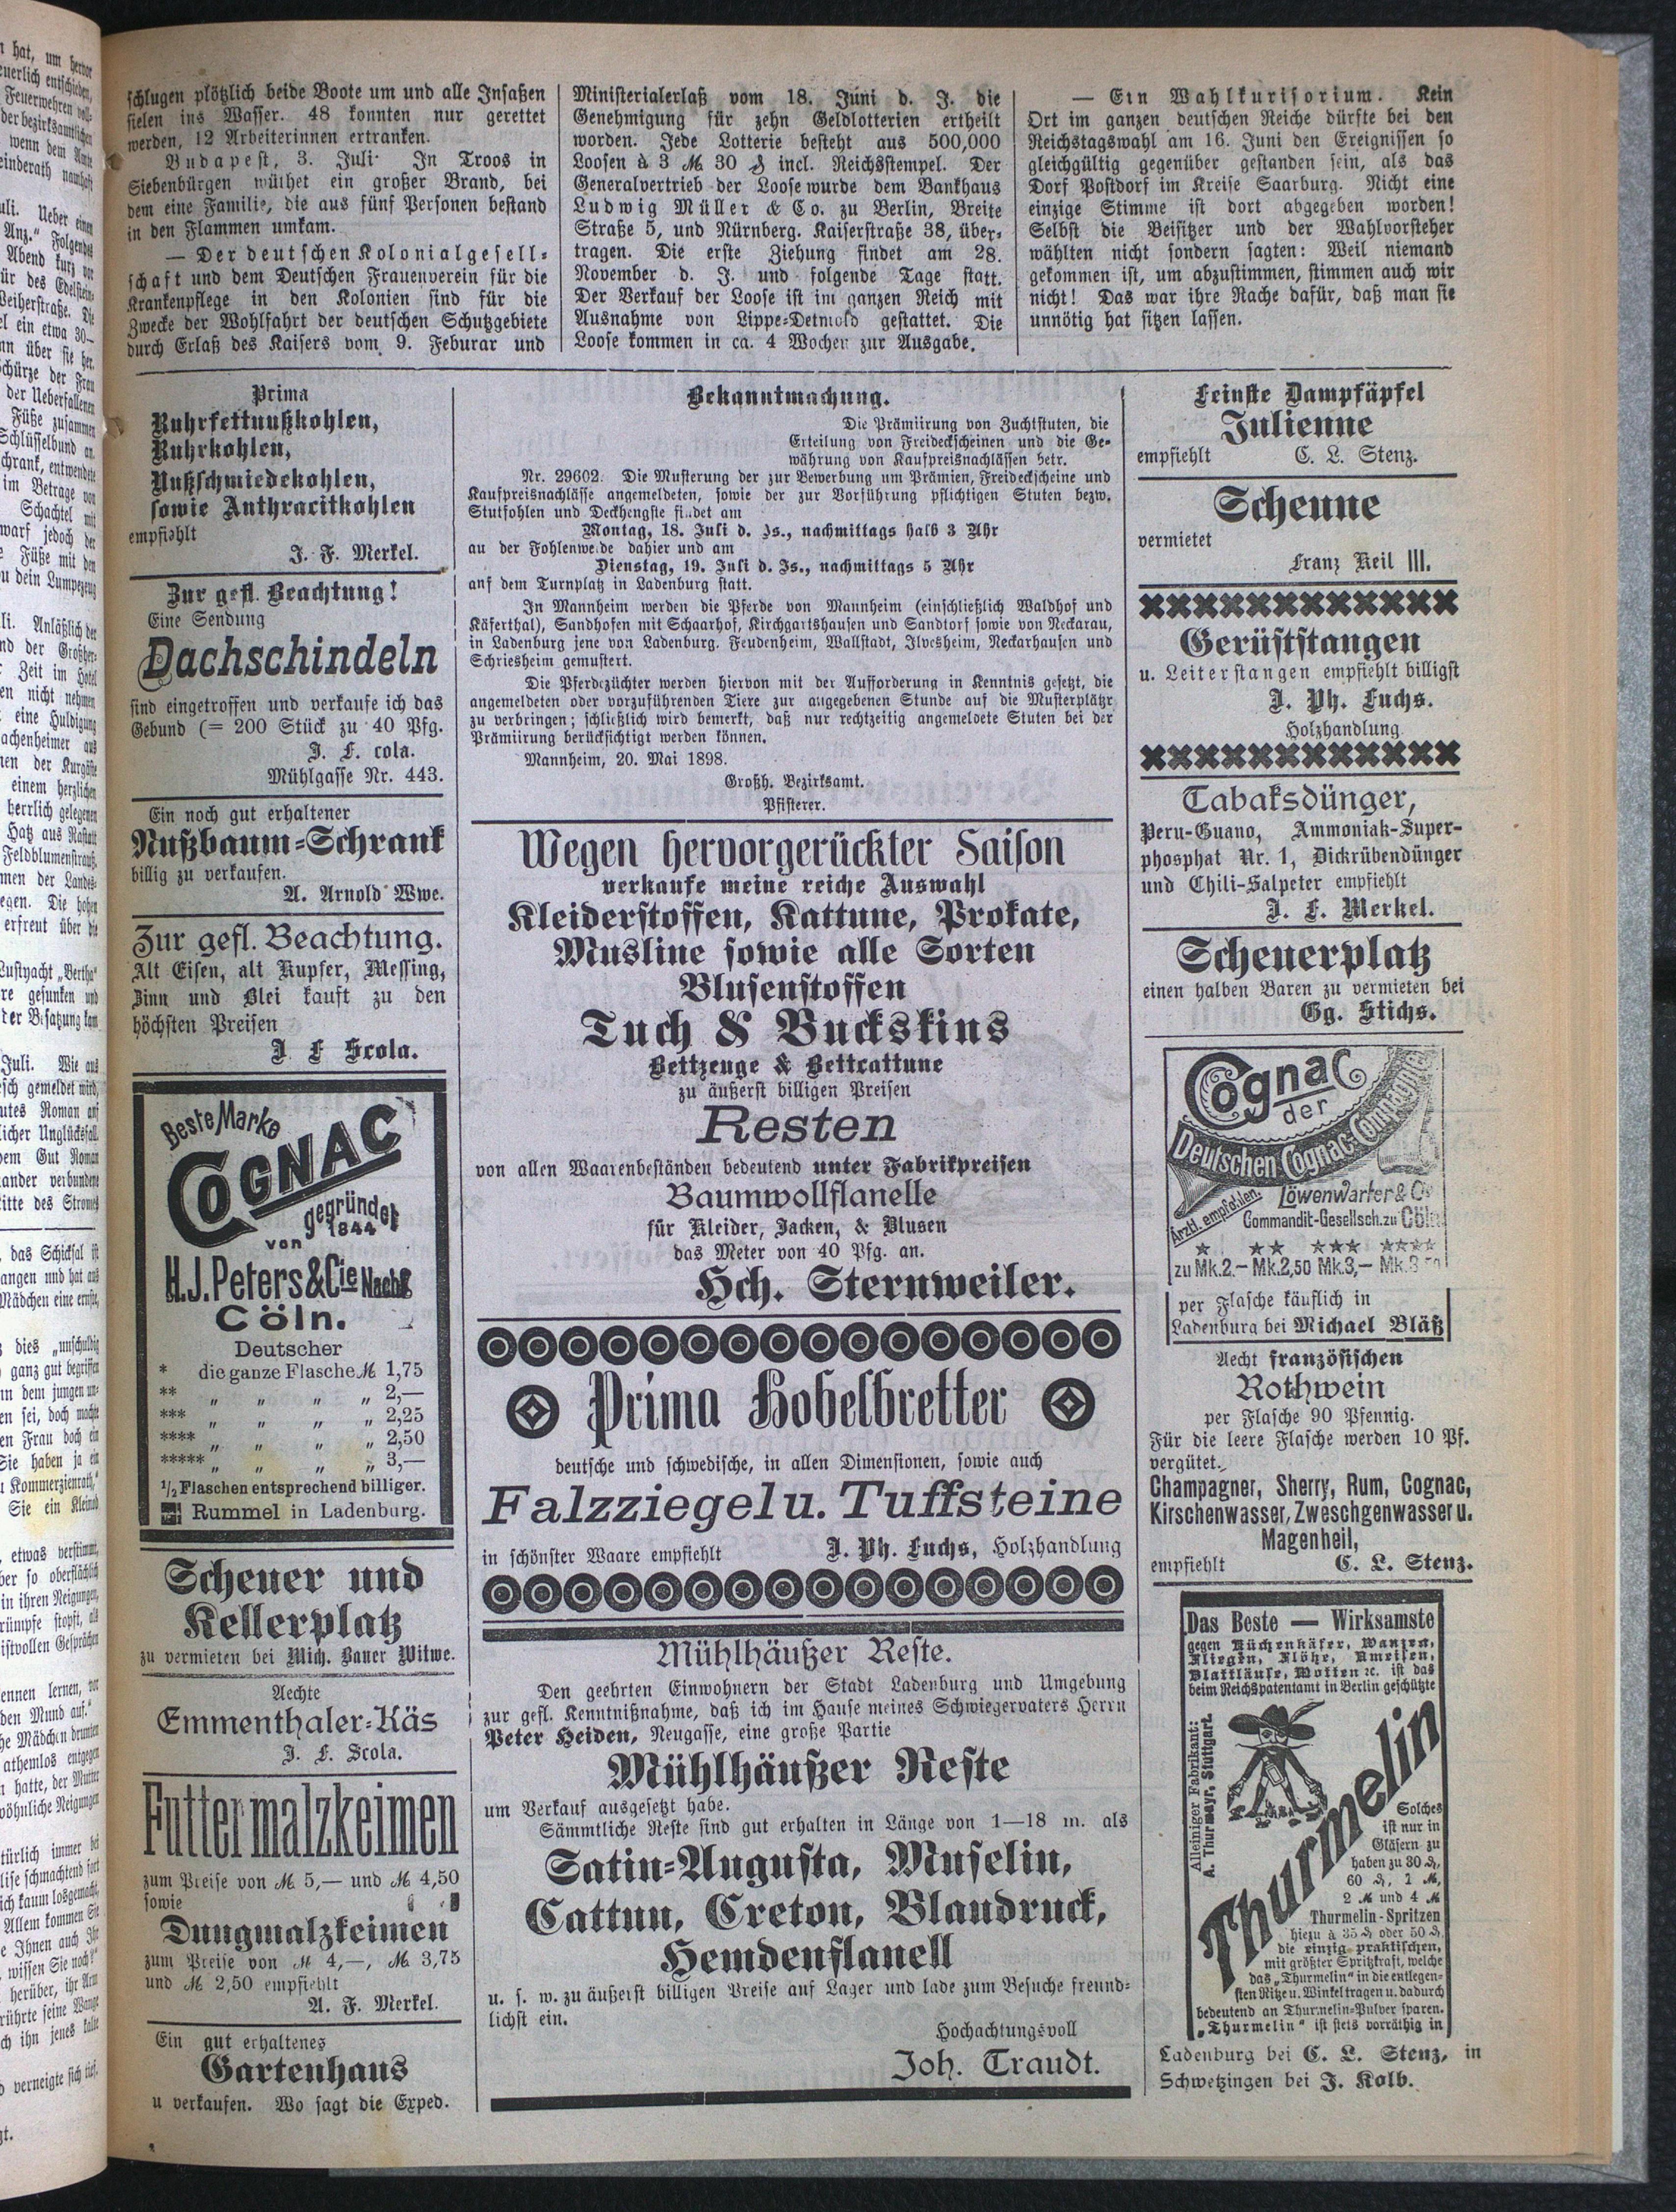 schlugen plötzlich beide Boote um und alle Insaßen
fielen ins Wasser. 48 konnten nur gerettet
werden, 12 Arbeiterinnen ertranken.
Budapest, 3. Juli. In Troos in
Siebenbürgen wüthet ein großer Brand, bei
dem eine Familie, die aus fünf Personen bestand
in den Flammen umkam.
— Der deutschen Kolonialgesell-
schaft und dem Deutschen Frauenverein für die
Krankenpflege in den Kolonien sind für die
Zwecke der Wohlfahrt der deutschen Schutzgebiete
durch Erlaß des Kaisers vom 9. Feburar und
Ministerialerlaß vom 18. Juni d. J. die
Genehmigung für zehn Geldlotterien ertheilt
worden. Jede Lotterie besteht aus 500,000
Loosen à 3 ℳ 30 ₰ incl. Reichsstempel. Der
Generalvertrieb der Loose wurde dem Bankhaus
Ludwig Müller & Co. zu Berlin, Breite
Straße 5, und Nürnberg. Kaiserstraße 38, über-
tragen. Die erste Ziehung findet am 28.
November d. J. und folgende Tage statt.
Der Verkauf der Loose ist im ganzen Reich mit
Ausnahme von Lippe-Detmold gestattet. Die
Loose kommen in ca. 4 Wochen zur Ausgabe.
— Ein Wahlkurisorium. Kein
Ort im ganzen deutschen Reiche dürfte bei den
Reichstagswahl am 16. Juni den Ereignissen so
gleichgültig gegenüber gestanden sein, als das
Dorf Postdorf im Kreise Saarburg. Nicht eine
einzige Stimme ist dort abgegeben worden!
Selbst die Beisitzer und der Wahlvorsteher
wählten nicht sondern sagten: Weil niemand
gekommen ist, um abzustimmen, stimmen auch wir
nicht! Das war ihre Rache dafür, daß man sie
unnötig hat sitzen lassen.
Prima
Ruhrfettnußkohlen,
Ruhrkohlen,
Nußschmiedekohlen,
sowie Anthracitkohlen
empfiehlt
J. F. Merkel.
Zur gefl. Beachtung!
Eine Sendung
Dachschindeln
sind eingetroffen und verkaufe ich das
Gebund (= 200 Stück zu 40 Pfg.
J. F. cola.
Mühlgasse Nr. 443.
Ein noch gut erhaltener
Nußbaum-Schrank
billig zu verkaufen.
A. Arnold Wwe.
Zur gefl. Beachtung.
Alt Eisen, alt Kupfer, Messing,
Zinn und Blei kauft zu den
höchsten Preisen
J F Scola.
Beste Marke
COGNAC
gegründet
1844
von
H.J. Peters & Cie Nachf.
Cöln.
Deutscher
* die ganze Flasche ℳ 1,75
** „ „ „ „ 2,—
*** „ „ „ „ 2,25
**** „ „ „ „ 2,50
***** „ „ „ „ 3,—
1/2 Flaschen entsprechend billiger.
Rummel in Ladenburg.
Scheuer und
Kellerplatz
zu vermieten bei Mich. Bauer Witwe.
Aechte
Emmenthaler-Käs
J. F. Scola.
Futtermalzkeimen
zum Preise von ℳ 5,— und ℳ 4,50
sowie
Dungmalzkeimen
zum Preise von ℳ 4,—, ℳ 3,75
und ℳ 2,50 empfiehlt
A. F. Merkel.
Ein gut erhaltenes
Gartenhaus
u verkaufen. Wo sagt die Exped.
Bekanntmachung.
Die Prämiirung von Zuchtstuten, die
Erteilung von Freideckscheinen und die Ge-
währung von Kaufpreisnachlässen betr.
Nr. 29602. Die Musterung der zur Bewerbung um Prämien, Freideckscheine und
Kaufpreisnachlässe angemeldeten, sowie der zur Vorführung pflichtigen Stuten bezw.
Stutfohlen und Deckhengste findet am
Montag, 18. Juli d. Js., nachmittags halb 3 Uhr
au der Fohlenweide dahier und am
Dienstag, 19. Juli d. Js., nachmittags 5 Uhr
anf dem Turnplatz in Ladenburg statt.
In Mannheim werden die Pferde von Mannheim (einschließlich Waldhof und
Käferthal), Sandhofen mit Schaarhof, Kirchgartshausen und Sandtorf sowie von Neckarau,
in Ladenburg jene von Ladenburg. Feudenheim, Wallstadt, Ilvesheim, Neckarhausen und
Schriesheim gemustert.
Die Pferdezüchter werden hiervon mit der Aufforderung in Kenntnis gesetzt, die
angemeldeten oder vorzuführenden Tiere zur angegebenen Stunde auf die Musterplätze
zu verbringen; schließlich wird bemerkt, daß nur rechtzeitig angemeldete Stuten bei der
Prämiirung berücksichtigt werden können.
Mannheim, 20. Mai 1898.
Großh. Bezirksamt.
Pfisterer.
Wegen hervorgerückter Saison
verkaufe meine reiche Auswahl
Kleiderstoffen, Kattune, Prokate,
Musline sowie alle Sorten
Blusenstoffen
Tuch & Buckskins
Bettzeuge & Bettcattune
zu äußerst billigen Preisen
Resten
von allen Waarenbeständen bedeutend unter Fabrikpreisen
Baumwollflanelle
für Kleider, Jacken, & Blusen
das Meter von 40 Pfg. an.
Hch. Sternweiler.
Prima Hobelbretter
deutsche und schwedische, in allen Dimensionen, sowie auch
Falzziegel u. Tuffsteine
in schönster Waare empfiehlt J. Ph. Fuchs, Holzhandlung
Mühlhäußer Reste.
Den geehrten Einwohnern der Stadt Ladenburg und Umgebung
zur gefl. Kenntnißnahme, daß ich im Hause meines Schwiegervaters Herrn
Peter Heiden, Neugasse, eine große Partie
Mühlhäußer Reste
um Verkauf ausgesetzt habe.
Sämmtliche Reste sind gut erhalten in Länge von 1—18 m. als
Satin-Augusta, Muselin,
Cattun, Creton, Blaudruck,
Hemdenflanell
u. s. w. zu äußerst billigen Preise auf Lager und lade zum Besuche freund-
lichst ein.
Hochachtungsvoll
Joh. Traudt.
Feinste Dampfäpfel
Julienne
empfiehlt C. L. Stenz.
Scheune
vermietet
Franz Keil III.
Gerüststangen
u. Leiterstangen empfiehlt billigst
J. Ph. Fuchs.
Holzhandlung
Tabaksdünger,
Peru-Guano, Ammoniak-Super-
phosphat Nr. 1, Dickrübendünger
und Chili-Salpeter empfiehlt
J. F. Merkel.
Scheuerplatz
einen halben Baren zu vermieten bei
Gg. Stichs.
Cognac
der
Deutschen Cognac-Compagnie
Löwenwarter & Cie
Ärztl. empfohlen.
Commandit-Gesellsch. zu Cöln
★ ★★ ★★★ ★★★★
zu Mk. 2.— Mk. 2,50 Mk. 3,— Mk. 3.50
per Flasche käuflich in
Ladenburg bei Michael Bläß
Aecht französischen
Rothwein
per Flasche 90 Pfennig.
Für die leere Flasche werden 10 Pf.
vergütet.
Champagner, Sherry, Rum, Cognac,
Kirschenwasser, Zweschgenwasser u.
Magenheil,
empfiehlt C. L. Stenz.
Das Beste — Wirksamste
gegen Küchenkäfer, Wanzen,
Fliegen, Flöhe, Ameisen,
Blattläuse, Motten ꝛc. ist das
beim Reichspatentamt in Berlin geschützte
Thurmelin
Alleiniger Fabrikant:
A. Thurmayr, Stuttgart.
Solches
ist nur in
Gläsern zu
haben zu 30 ₰,
60 ₰, 1 ℳ,
2 ℳ und 4 ℳ
Thurmelin-Spritzen
hiezu à 35 ₰ oder 50 ₰,
die einzig praktischen,
mit größter Spritzkraft, welche
das „Thurmelin" in die entlegen-
sten Ritze u. Winkel tragen u. dadurch
bedeutend an Thurmelin-Pulver sparen.
„Thurmelin" ist stets vorräthig in
Ladenburg bei C. L. Stenz, in
Schwetzingen bei J. Kolb.